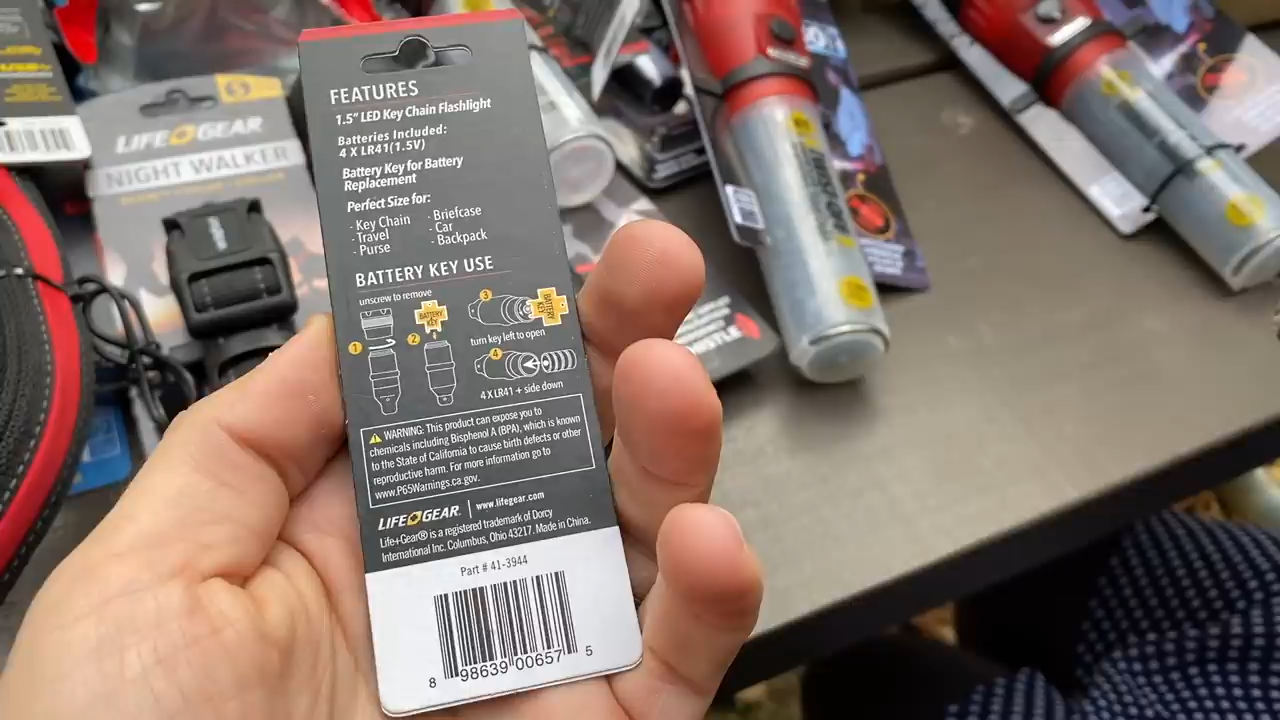 LIFE GEAR
NIGHT WALKER
FEATURES
1.5" LED Key Chain Flashlight
Batteries Included:
4 X LR41(1.5V)
Battery Key for Battery
Replacement
Perfect Size for:
- Key Chain
- Travel
- Purse
- Briefcase
- Car
- Backpack
BATTERY KEY USE
unscrew to remove
1
BATTERY
KEY
2
3
BATTERY
KEY
turn key left to open
4
4 X LR41 + side down
WARNING: This product can expose you to
chemicals including Bisphenol A (BPA), which is known
to the State of California to cause birth defects or other
reproductive harm. For more information go to
www.P65Warnings.ca.gov.
LIFE GEAR. | www.lifegear.com
Life+Gear® is a registered trademark of Dorcy
International Inc. Columbus, Ohio 43217. Made in China.
Part # 41-3944
8 98639 00657 5